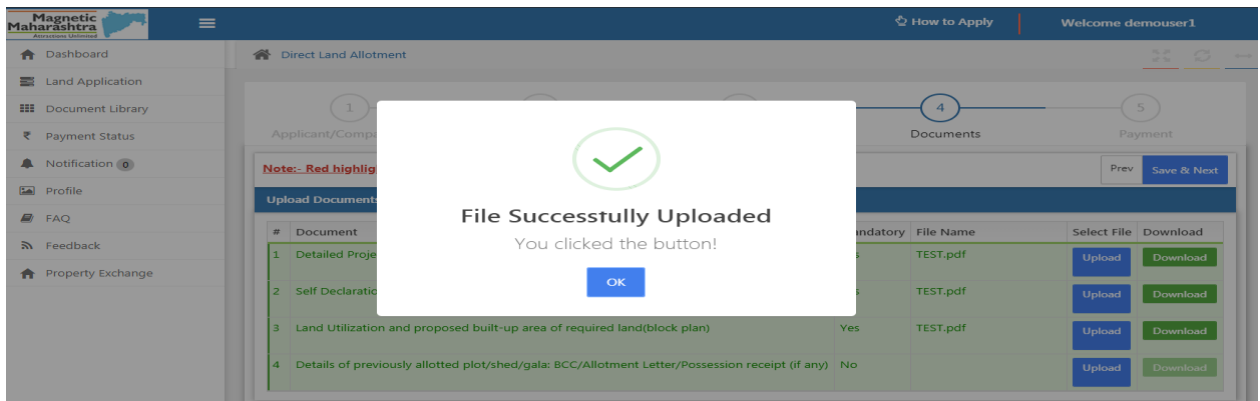 Magnetic
Maharashtra
Attractions Unlimited
How to Apply
Welcome demouser1
Dashboard
Land Application
Document Library
₹ Payment Status
Notification 0
Profile
FAQ
Feedback
Property Exchange
Direct Land Allotment
1
4
5
Applicant/Compa
Documents
Payment
Note:- Red highlig
Prev
Save & Next
Upload Document
File Successtully Uploaded
You clicked the button!
OK
# Document andatory File Name Select File Download
1 Detailed Proje s TEST.pdf Upload Download
2 Self Declaratic s TEST.pdf Upload Download
3 Land Utilization and proposed built-up area of required land(block plan) Yes TEST.pdf Upload Download
4 Details of previously allotted plot/shed/gala: BCC/Allotment Letter/Possession receipt (if any) No Upload Download